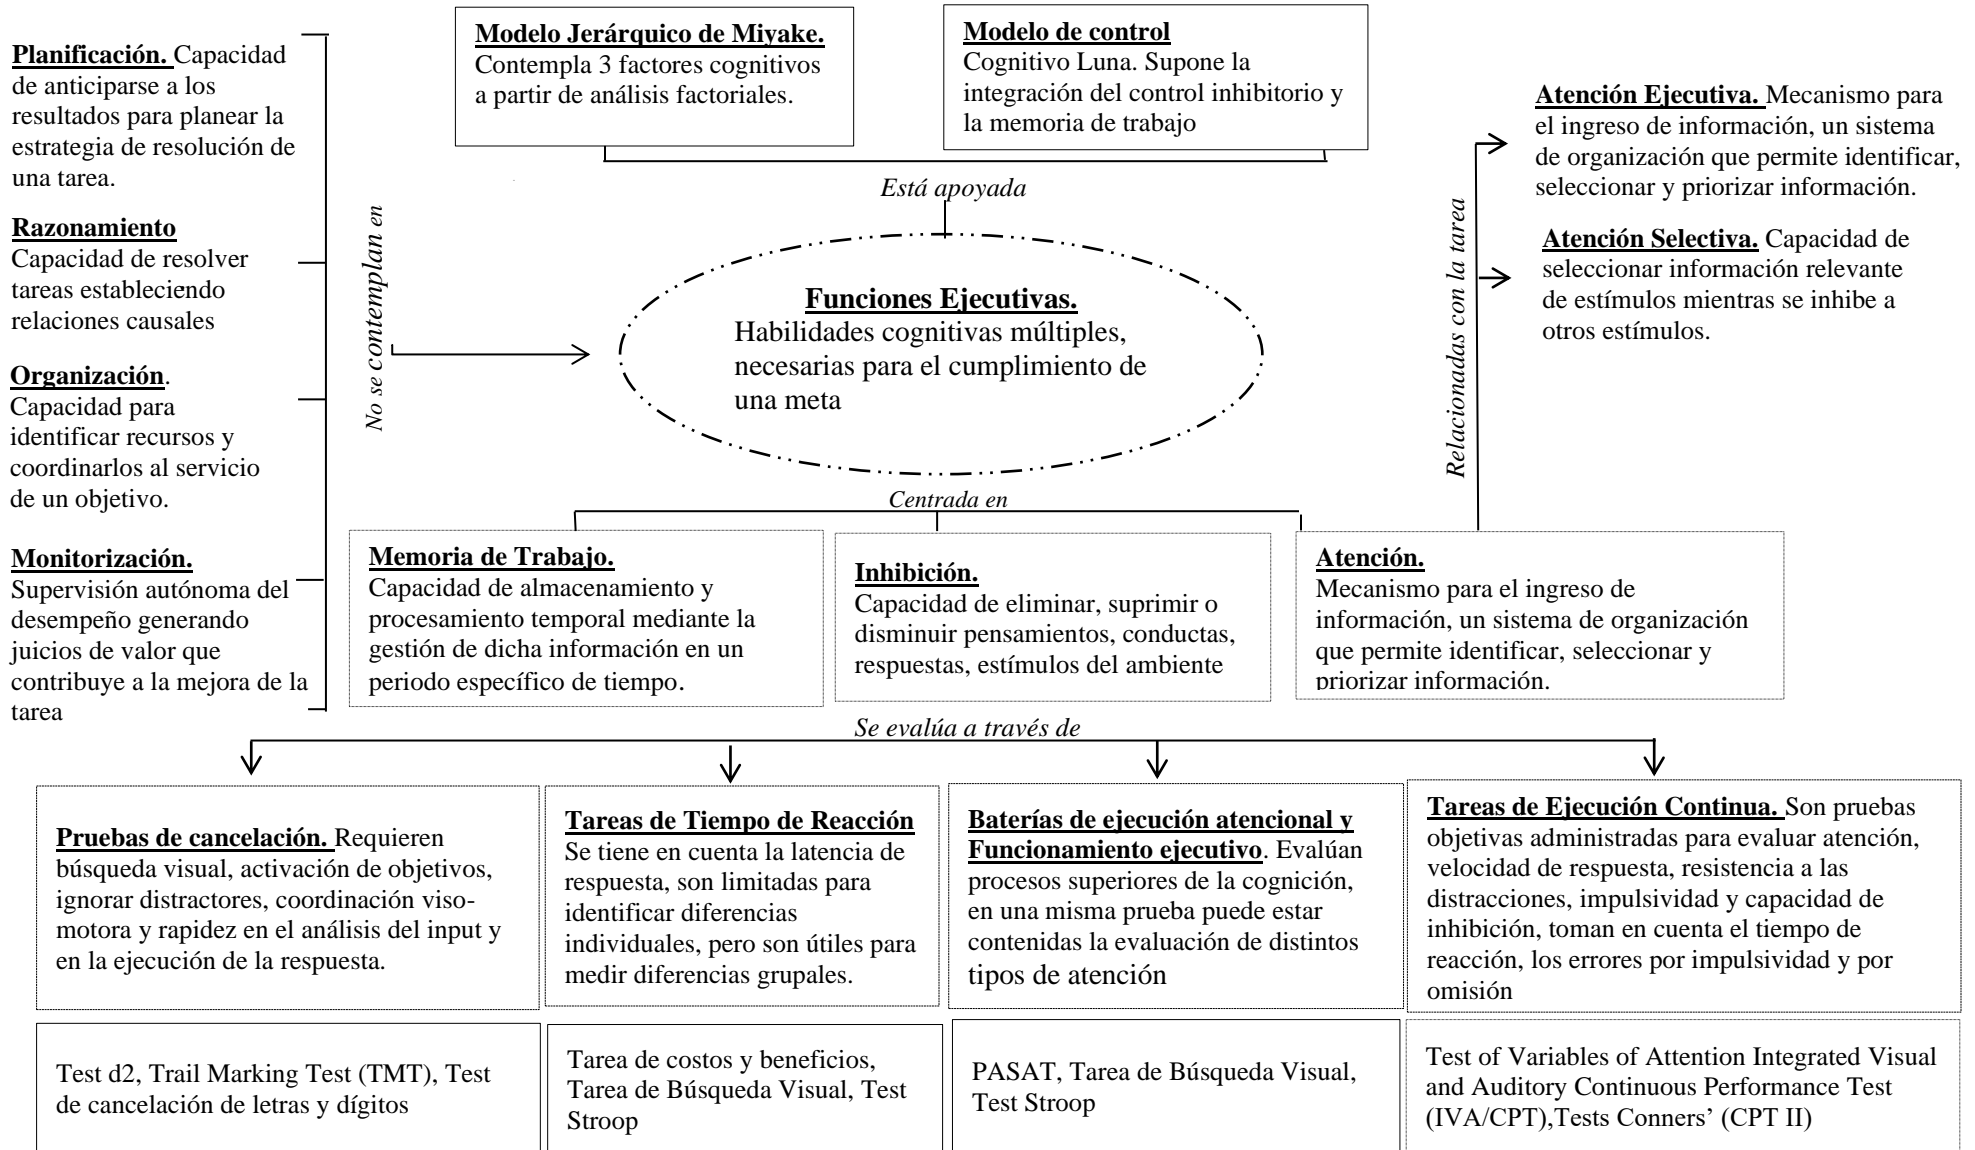 Planificación. Capacidad
de anticiparse a los
resultados para planear la
estrategia de resolución de
una tarea.
Razonamiento
Capacidad de resolver
tareas estableciendo
relaciones causales
Organización.
Capacidad para
identificar recursos y
coordinarlos al servicio
de un objetivo.
Monitorización.
Supervisión autónoma del
desempeño generando
juicios de valor que
contribuye a la mejora de la
tarea
No se contemplan en
Modelo Jerárquico de Miyake.
Contempla 3 factores cognitivos
a partir de análisis factoriales.
Modelo de control
Cognitivo Luna. Supone la
integración del control inhibitorio y
la memoria de trabajo
Está apoyada
Funciones Ejecutivas.
Habilidades cognitivas múltiples,
necesarias para el cumplimiento de
una meta
Centrada en
Relacionadas con la tarea
Atención Ejecutiva. Mecanismo para
el ingreso de información, un sistema
de organización que permite identificar,
seleccionar y priorizar información.
Atención Selectiva. Capacidad de
seleccionar información relevante
de estímulos mientras se inhibe a
otros estímulos.
Memoria de Trabajo.
Capacidad de almacenamiento y
procesamiento temporal mediante la
gestión de dicha información en un
periodo específico de tiempo.
Inhibición.
Capacidad de eliminar, suprimir o
disminuir pensamientos, conductas,
respuestas, estímulos del ambiente
Atención.
Mecanismo para el ingreso de
información, un sistema de organización
que permite identificar, seleccionar y
priorizar información.
Se evalúa a través de
Pruebas de cancelación. Requieren
búsqueda visual, activación de objetivos,
ignorar distractores, coordinación viso-
motora y rapidez en el análisis del input y
en la ejecución de la respuesta.
Tareas de Tiempo de Reacción
Se tiene en cuenta la latencia de
respuesta, son limitadas para
identificar diferencias
individuales, pero son útiles para
medir diferencias grupales.
Baterías de ejecución atencional y
Funcionamiento ejecutivo. Evalúan
procesos superiores de la cognición,
en una misma prueba puede estar
contenidas la evaluación de distintos
tipos de atención
Tareas de Ejecución Continua. Son pruebas
objetivas administradas para evaluar atención,
velocidad de respuesta, resistencia a las
distracciones, impulsividad y capacidad de
inhibición, toman en cuenta el tiempo de
reacción, los errores por impulsividad y por
omisión
Test d2, Trail Marking Test (TMT), Test
de cancelación de letras y dígitos
Tarea de costos y beneficios,
Tarea de Búsqueda Visual, Test
Stroop
PASAT, Tarea de Búsqueda Visual,
Test Stroop
Test of Variables of Attention Integrated Visual
and Auditory Continuous Performance Test
(IVA/CPT),Tests Conners’ (CPT II)